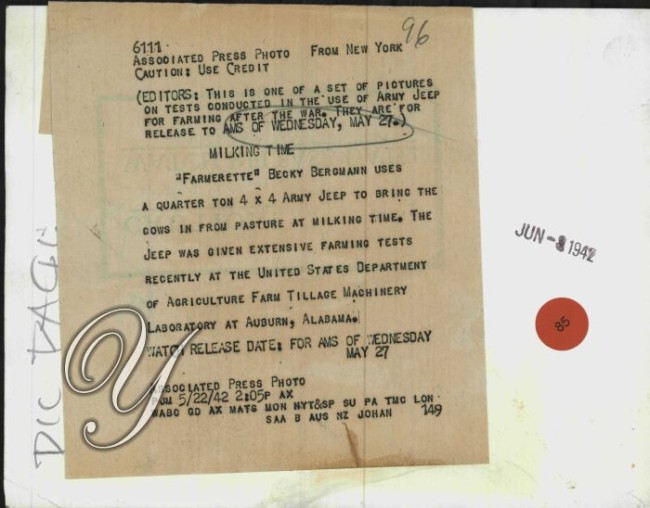 96
6111
ASSOCIATED PRESS PHOTO FROM NEW YORK
CAUTION: USE CREDIT
(EDITORS: THIS IS ONE OF A SET OF PICTURES
ON TESTS CONDUCTED IN THE USE OF ARMY JEEP
FOR FARMING AFTER THE WAR. THEY ARE FOR
RELEASE TO AMS OF WEDNESDAY, MAY 27.)
MILKING TIME
"FARMERETTE" BECKY BERGMANN USES
A QUARTER TON 4 X 4 ARMY JEEP TO BRING THE
COWS IN FROM PASTURE AT MILKING TIME. THE
JEEP WAS GIVEN EXTENSIVE FARMING TESTS
RECENTLY AT THE UNITED STATES DEPARTMENT
OF AGRICULTURE FARM TILLAGE MACHINERY
LABORATORY AT AUBURN, ALABAMA.
WATCH RELEASE DATE: FOR AMS OF WEDNESDAY
MAY 27
ASSOCIATED PRESS PHOTO
5/22/42 2:05P AX
WABC GD AX MATS MON NYT&SP SU PA TMC LON
SAA B AUS NZ JOHAN 149
JUN - 1942
85
Y